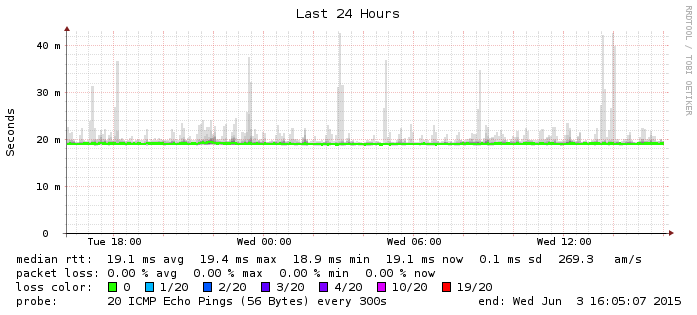 Last 24 Hours
RRDTOOL / TOBI OETIKER
Seconds
40 m
30 m
20 m
10 m
0
Tue 18:00 Wed 00:00 Wed 06:00 Wed 12:00
median rtt: 19.1 ms avg 19.4 ms max 18.9 ms min 19.1 ms now 0.1 ms sd 269.3 am/s
packet loss: 0.00 % avg 0.00 % max 0.00 % min 0.00 % now
loss color: 0 1/20 2/20 3/20 4/20 10/20 19/20
probe: 20 ICMP Echo Pings (56 Bytes) every 300s end: Wed Jun 3 16:05:07 2015